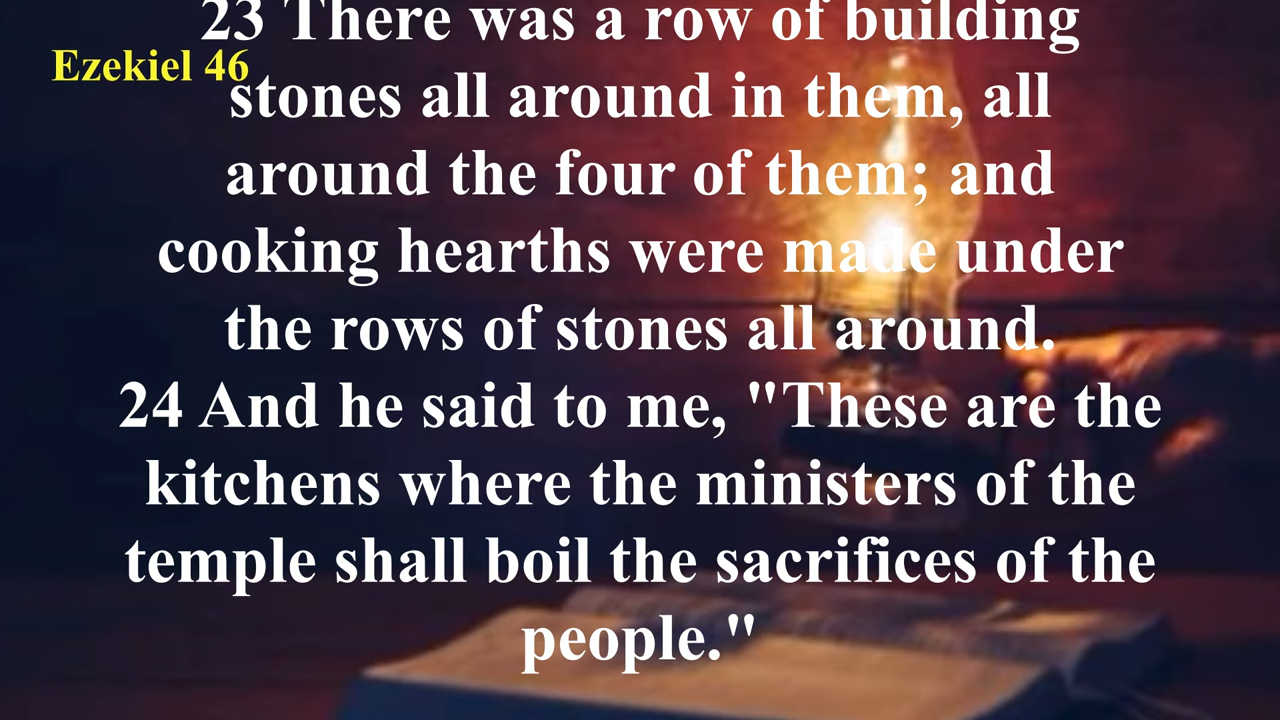 23 There was a row of building
Ezekiel 46
stones all around in them, all
around the four of them; and
cooking hearths were made under
the rows of stones all around.
24 And he said to me, "These are the
kitchens where the ministers of the
temple shall boil the sacrifices of the
people."